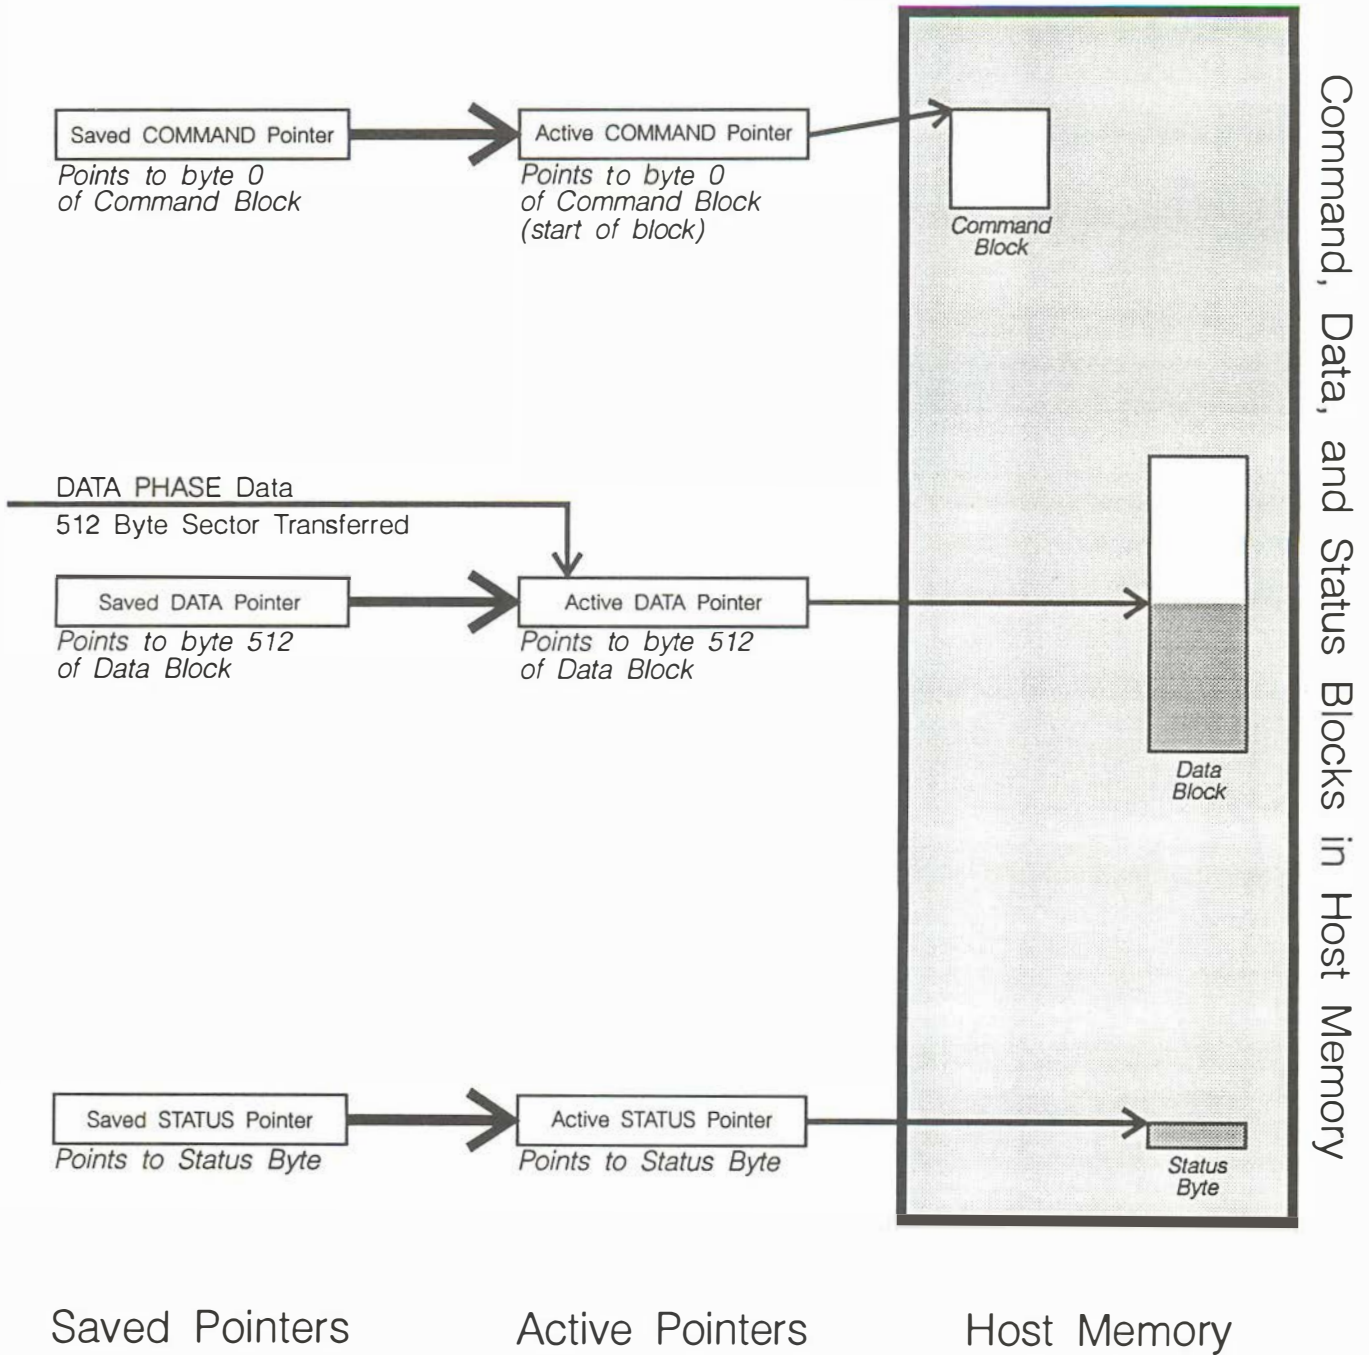 Saved COMMAND Pointer
Points to byte 0
of Command Block
Active COMMAND Pointer
Points to byte 0
of Command Block
(start of block)
Command
Block
DATA PHASE Data
512 Byte Sector Transferred
Saved DATA Pointer
Points to byte 512
of Data Block
Active DATA Pointer
Points to byte 512
of Data Block
Data
Block
Saved STATUS Pointer
Points to Status Byte
Active STATUS Pointer
Points to Status Byte
Status
Byte
Command, Data, and Status Blocks in Host Memory
Saved Pointers
Active Pointers
Host Memory